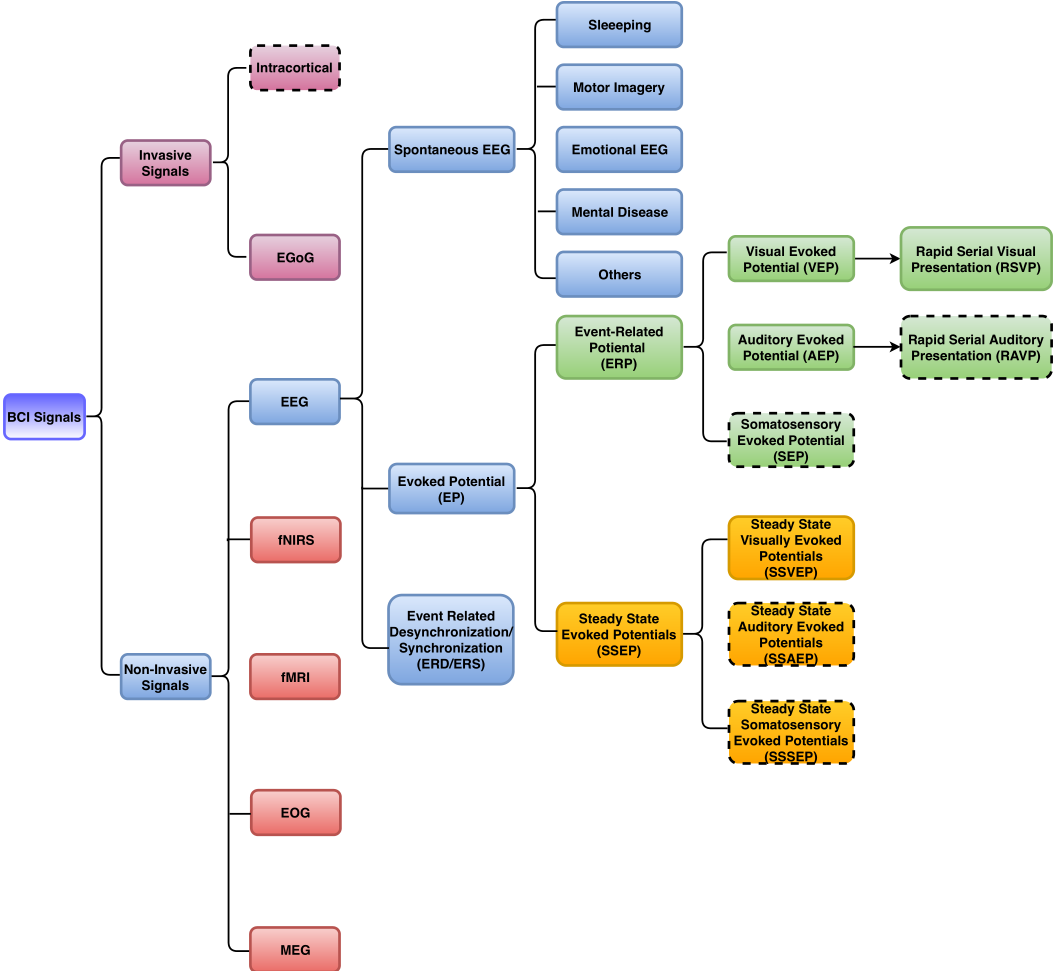 BCI Signals
Invasive
Signals
Intracortical
EGoG
Non-Invasive
Signals
EEG
fNIRS
fMRI
EOG
MEG
Spontaneous EEG
Evoked Potential
(EP)
Event Related
Desynchronization/
Synchronization
(ERD/ERS)
Sleeeping
Motor Imagery
Emotional EEG
Mental Disease
Others
Event-Related
Potiental
(ERP)
Steady State
Evoked Potentials
(SSEP)
Visual Evoked
Potential (VEP)
Rapid Serial Visual
Presentation (RSVP)
Auditory Evoked
Potential (AEP)
Rapid Serial Auditory
Presentation (RAVP)
Somatosensory
Evoked Potential
(SEP)
Steady State
Visually Evoked
Potentials
(SSVEP)
Steady State
Auditory Evoked
Potentials
(SSAEP)
Steady State
Somatosensory
Evoked Potentials
(SSSEP)